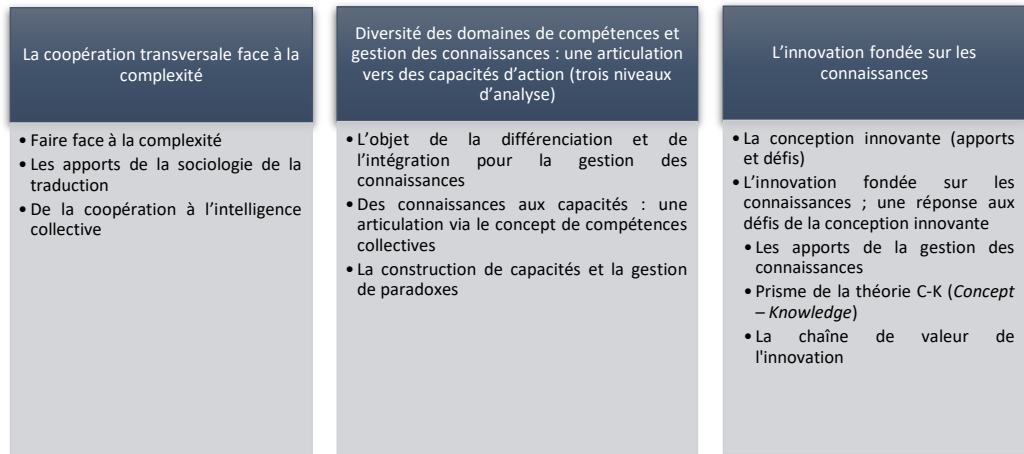 La coopération transversale face à la
complexité
• Faire face à la complexité
• Les apports de la sociologie de la
traduction
• De la coopération à l’intelligence
collective
Diversité des domaines de compétences et
gestion des connaissances : une articulation
vers des capacités d’action (trois niveaux
d’analyse)
• L’objet de la différenciation et de
l’intégration pour la gestion des
connaissances
• Des connaissances aux capacités : une
articulation via le concept de compétences
collectives
• La construction de capacités et la gestion
de paradoxes
L’innovation fondée sur les
connaissances
• La conception innovante (apports
et défis)
• L’innovation fondée sur les
connaissances ; une réponse aux
défis de la conception innovante
• Les apports de la gestion des
connaissances
• Prisme de la théorie C-K (Concept
– Knowledge)
• La chaîne de valeur de
l'innovation